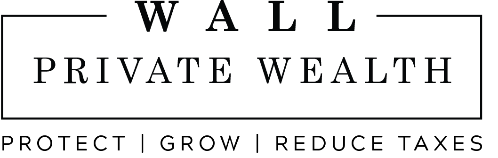 WALL
PRIVATE WEALTH
PROTECT | GROW | REDUCE TAXES